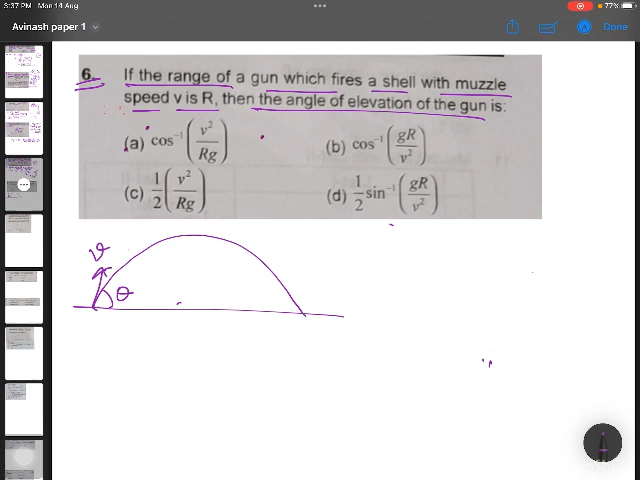 3:37 PM Mon 14 Aug
77%
Avinash paper 1
Done
6. If the range of a gun which fires a shell with muzzle
speed v is R, then the angle of elevation of the gun is:
(a) cos⁻¹(v²/Rg) (b) cos⁻¹(gR/v²)
(c) 1/2(v²/Rg) (d) 1/2 sin⁻¹(gR/v²)
v
θ